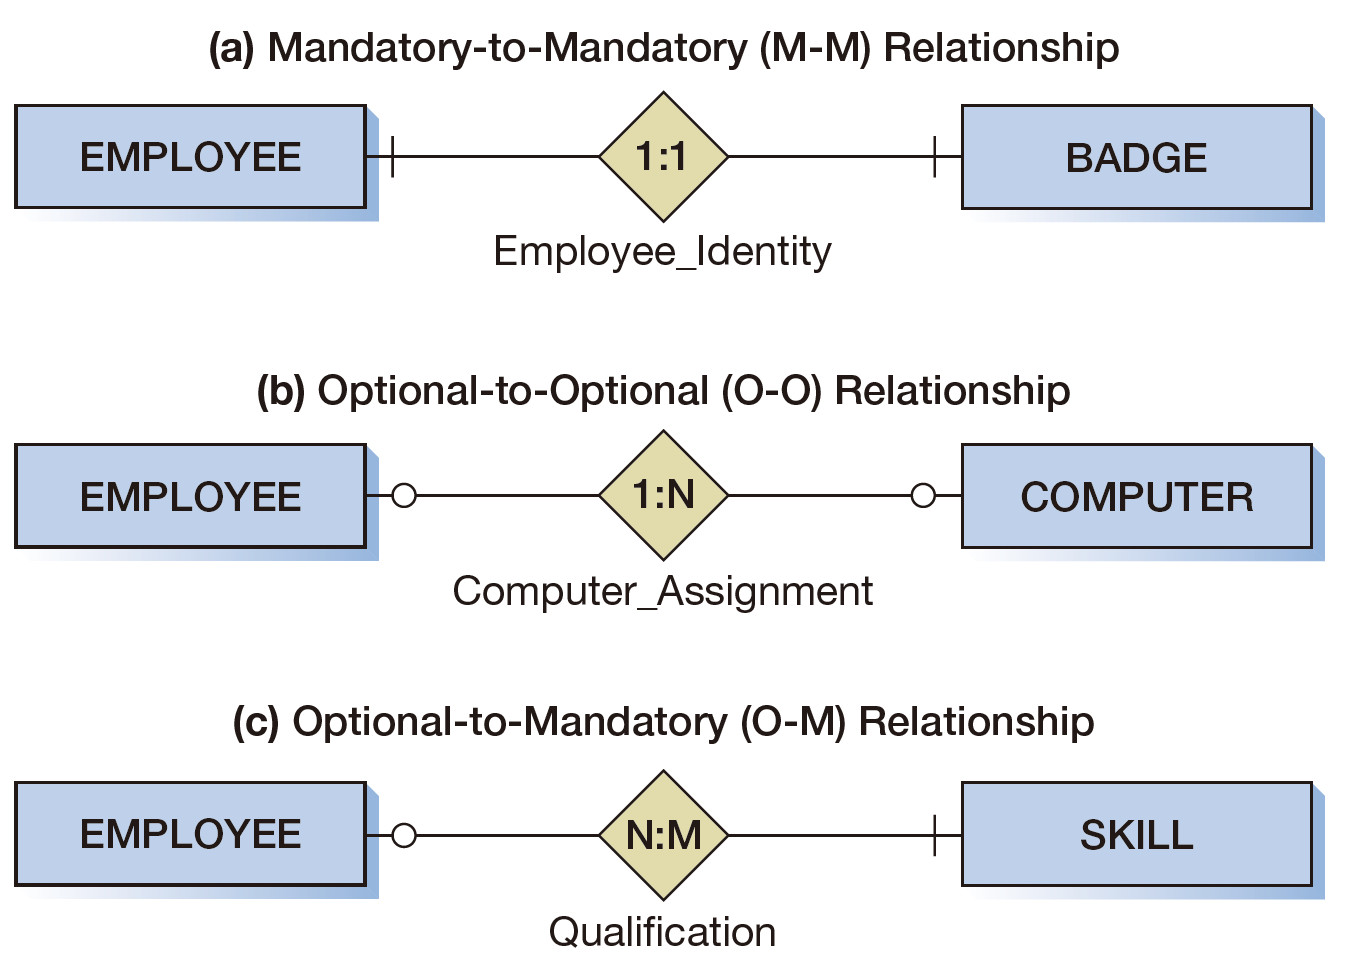 (a) Mandatory-to-Mandatory (M-M) Relationship
EMPLOYEE
1:1
BADGE
Employee_Identity
(b) Optional-to-Optional (O-O) Relationship
EMPLOYEE
1:N
COMPUTER
Computer_Assignment
(c) Optional-to-Mandatory (O-M) Relationship
EMPLOYEE
N:M
SKILL
Qualification